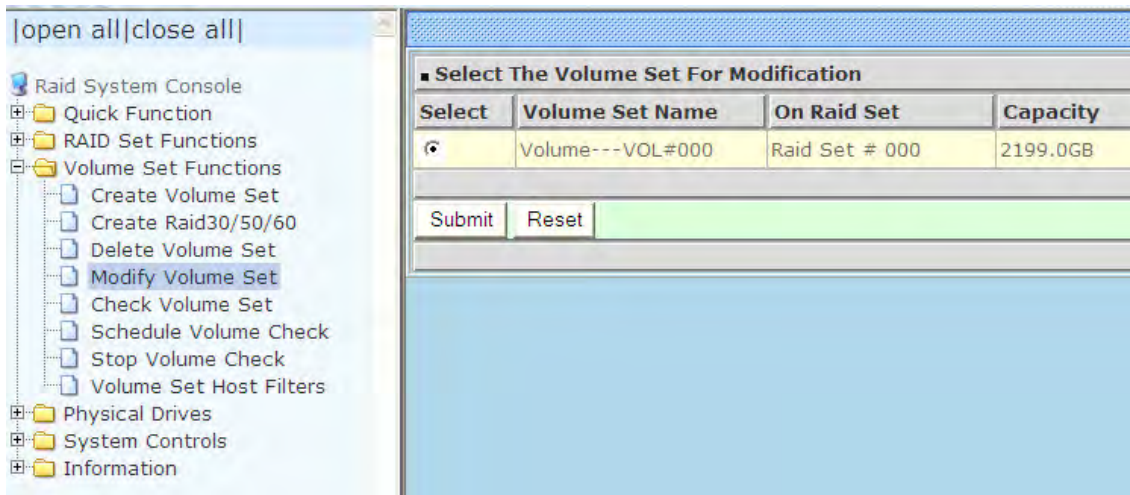 |open all|close all|
Raid System Console
Quick Function
RAID Set Functions
Volume Set Functions
Create Volume Set
Create Raid30/50/60
Delete Volume Set
Modify Volume Set
Check Volume Set
Schedule Volume Check
Stop Volume Check
Volume Set Host Filters
Physical Drives
System Controls
Information
Select The Volume Set For Modification
Select Volume Set Name On Raid Set Capacity
Volume---VOL#000 Raid Set # 000 2199.0GB
Submit Reset